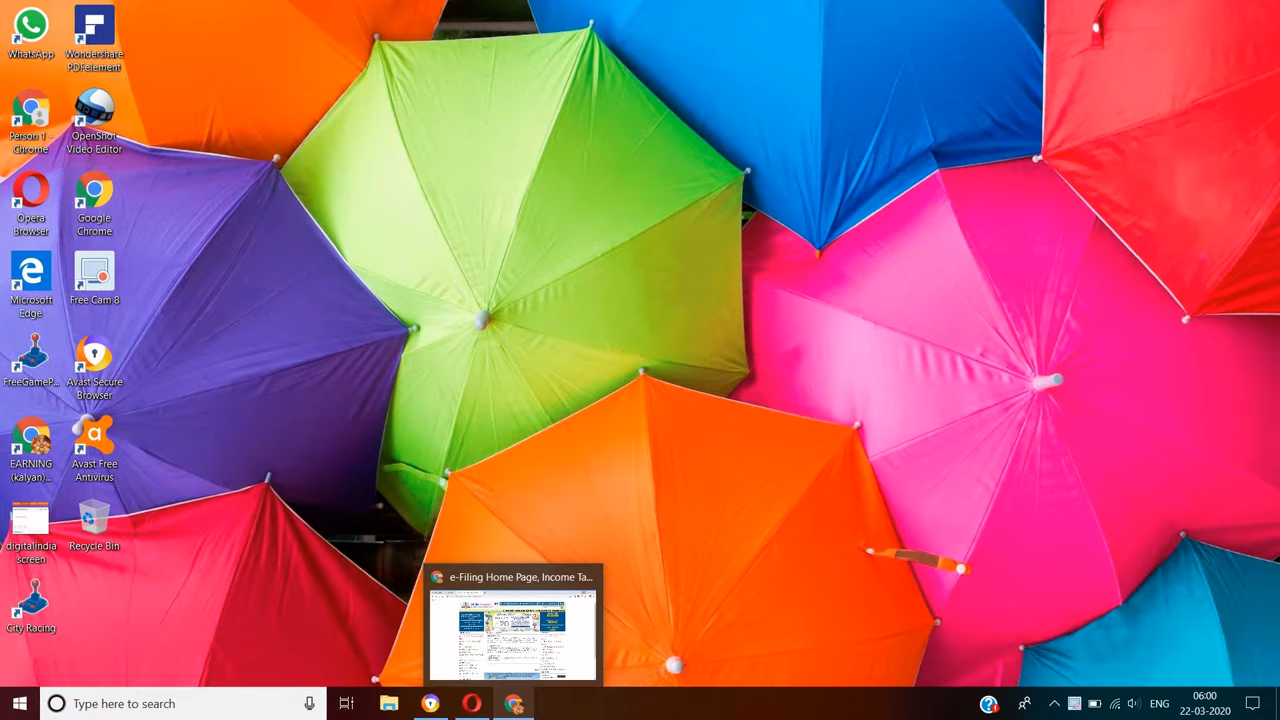 WhatsApp
Wondershare
PDFelement
Person 1 -
Chrome
OpenShot
Video Editor
Opera
Browser
Google
Chrome
Microsoft
Edge
Free Cam 8
FreeGameP...
Avast Secure
Browser
EARNING
(kalyan)...
Avast Free
Antivirus
digitalindia
screen
Recycle Bin
City Racing
e-Filing Home Page, Income Ta...
Type here to search
ENG
06:00
22-03-2020